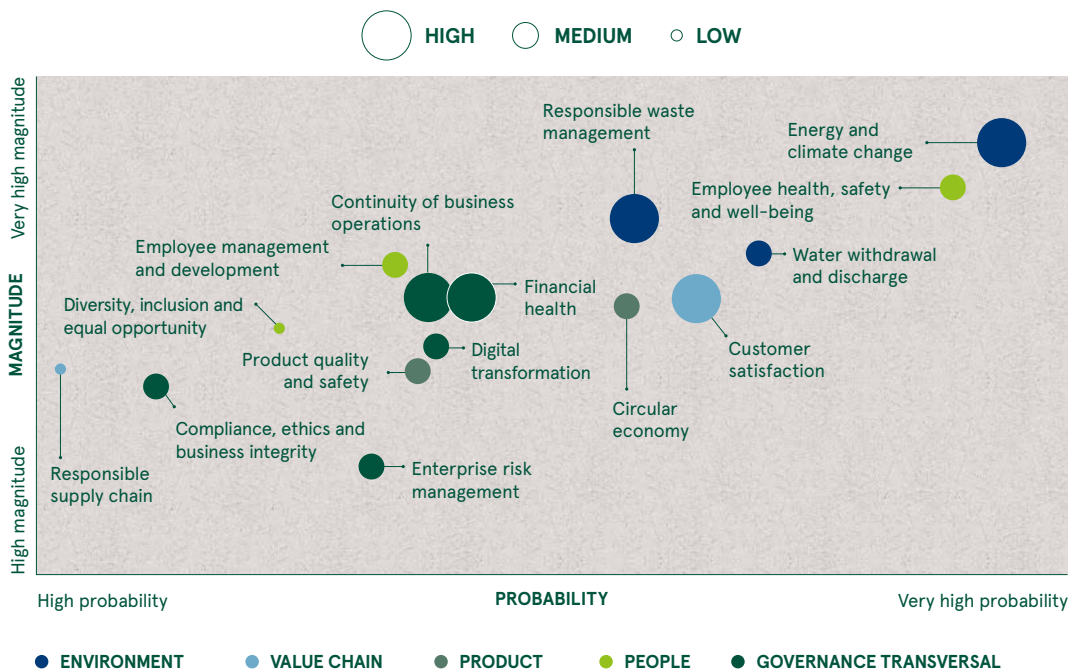 HIGH
MEDIUM
LOW
Very high magnitude
MAGNITUDE
High magnitude
Responsible waste
management
Energy and
climate change
Employee health, safety
and well-being
Continuity of business
operations
Employee management
and development
Water withdrawal
and discharge
Financial
health
Diversity, inclusion and
equal opportunity
Product quality
and safety
Digital
transformation
Customer
satisfaction
Circular
economy
Compliance, ethics and
business integrity
Responsible
supply chain
Enterprise risk
management
High probability
PROBABILITY
Very high probability
ENVIRONMENT
VALUE CHAIN
PRODUCT
PEOPLE
GOVERNANCE TRANSVERSAL